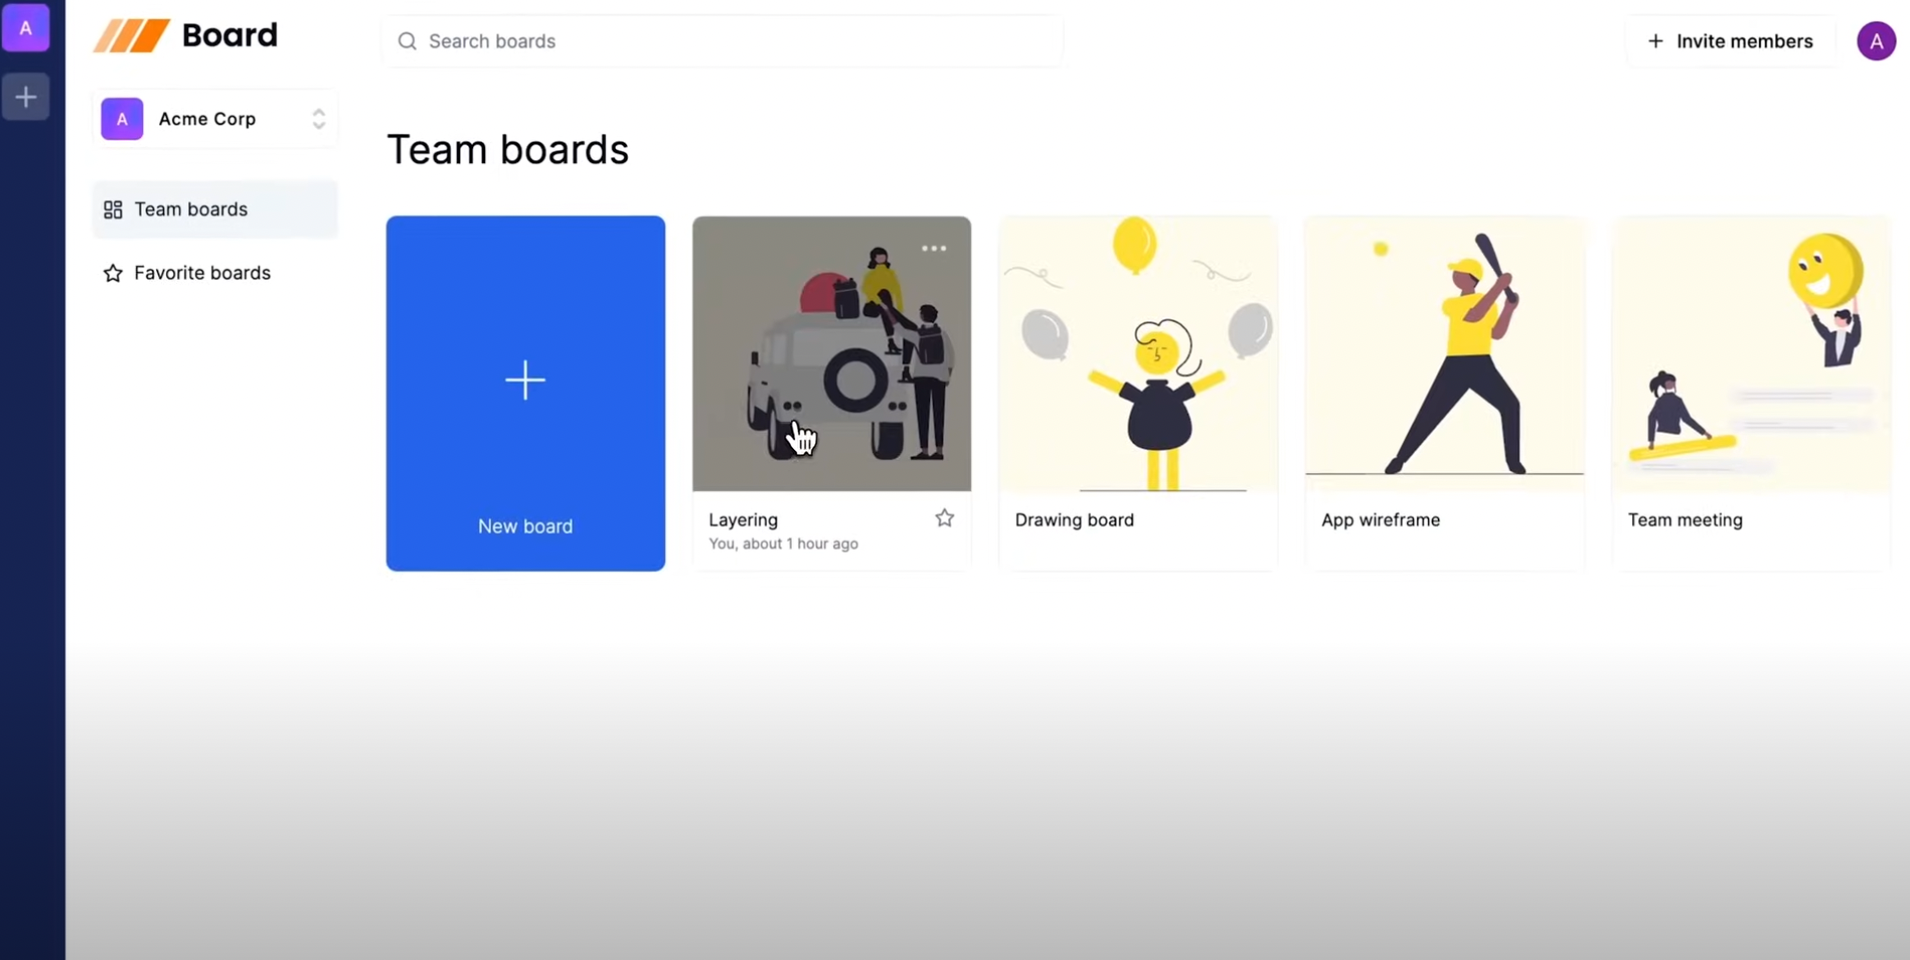 A
Board
Search boards
+ Invite members
A
A
Acme Corp
Team boards
Team boards
Favorite boards
New board
Layering
You, about 1 hour ago
Drawing board
App wireframe
Team meeting